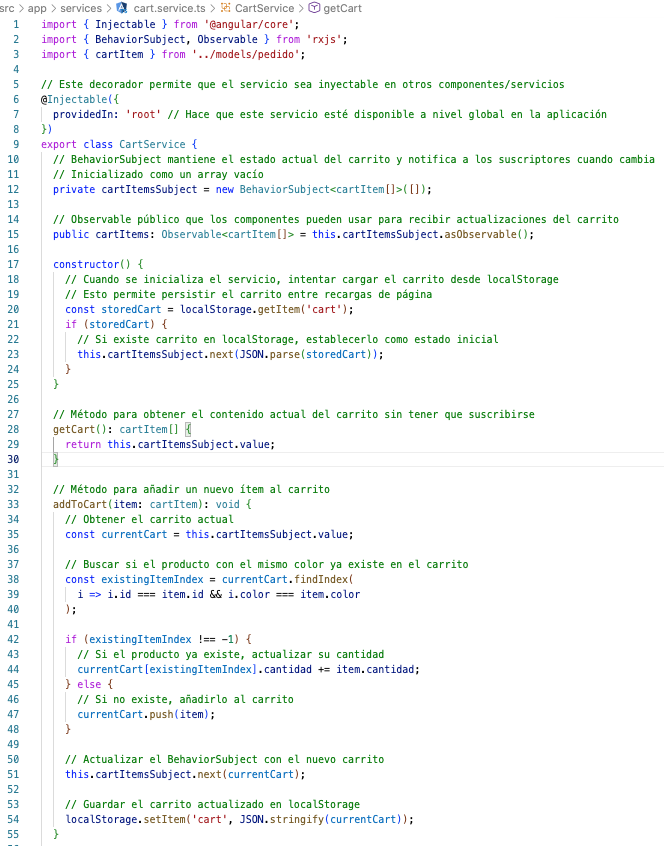 src > app > services > cart.service.ts > CartService > getCart
1 import { Injectable } from '@angular/core';
2 import { BehaviorSubject, Observable } from 'rxjs';
3 import { cartItem } from '../models/pedido';
4
5 // Este decorador permite que el servicio sea inyectable en otros componentes/servicios
6 @Injectable({
7   providedIn: 'root' // Hace que este servicio esté disponible a nivel global en la aplicación
8 })
9 export class CartService {
10   // BehaviorSubject mantiene el estado actual del carrito y notifica a los suscriptores cuando cambia
11   // Inicializado como un array vacío
12   private cartItemsSubject = new BehaviorSubject<cartItem[]>([]);
13
14   // Observable público que los componentes pueden usar para recibir actualizaciones del carrito
15   public cartItems: Observable<cartItem[]> = this.cartItemsSubject.asObservable();
16
17   constructor() {
18     // Cuando se inicializa el servicio, intentar cargar el carrito desde localStorage
19     // Esto permite persistir el carrito entre recargas de página
20     const storedCart = localStorage.getItem('cart');
21     if (storedCart) {
22       // Si existe carrito en localStorage, establecerlo como estado inicial
23       this.cartItemsSubject.next(JSON.parse(storedCart));
24     }
25   }
26
27   // Método para obtener el contenido actual del carrito sin tener que suscribirse
28   getCart(): cartItem[] {
29     return this.cartItemsSubject.value;
30   }
31
32   // Método para añadir un nuevo ítem al carrito
33   addToCart(item: cartItem): void {
34     // Obtener el carrito actual
35     const currentCart = this.cartItemsSubject.value;
36
37     // Buscar si el producto con el mismo color ya existe en el carrito
38     const existingItemIndex = currentCart.findIndex(
39       i => i.id === item.id && i.color === item.color
40     );
41
42     if (existingItemIndex !== -1) {
43       // Si el producto ya existe, actualizar su cantidad
44       currentCart[existingItemIndex].cantidad += item.cantidad;
45     } else {
46       // Si no existe, añadirlo al carrito
47       currentCart.push(item);
48     }
49
50     // Actualizar el BehaviorSubject con el nuevo carrito
51     this.cartItemsSubject.next(currentCart);
52
53     // Guardar el carrito actualizado en localStorage
54     localStorage.setItem('cart', JSON.stringify(currentCart));
55   }